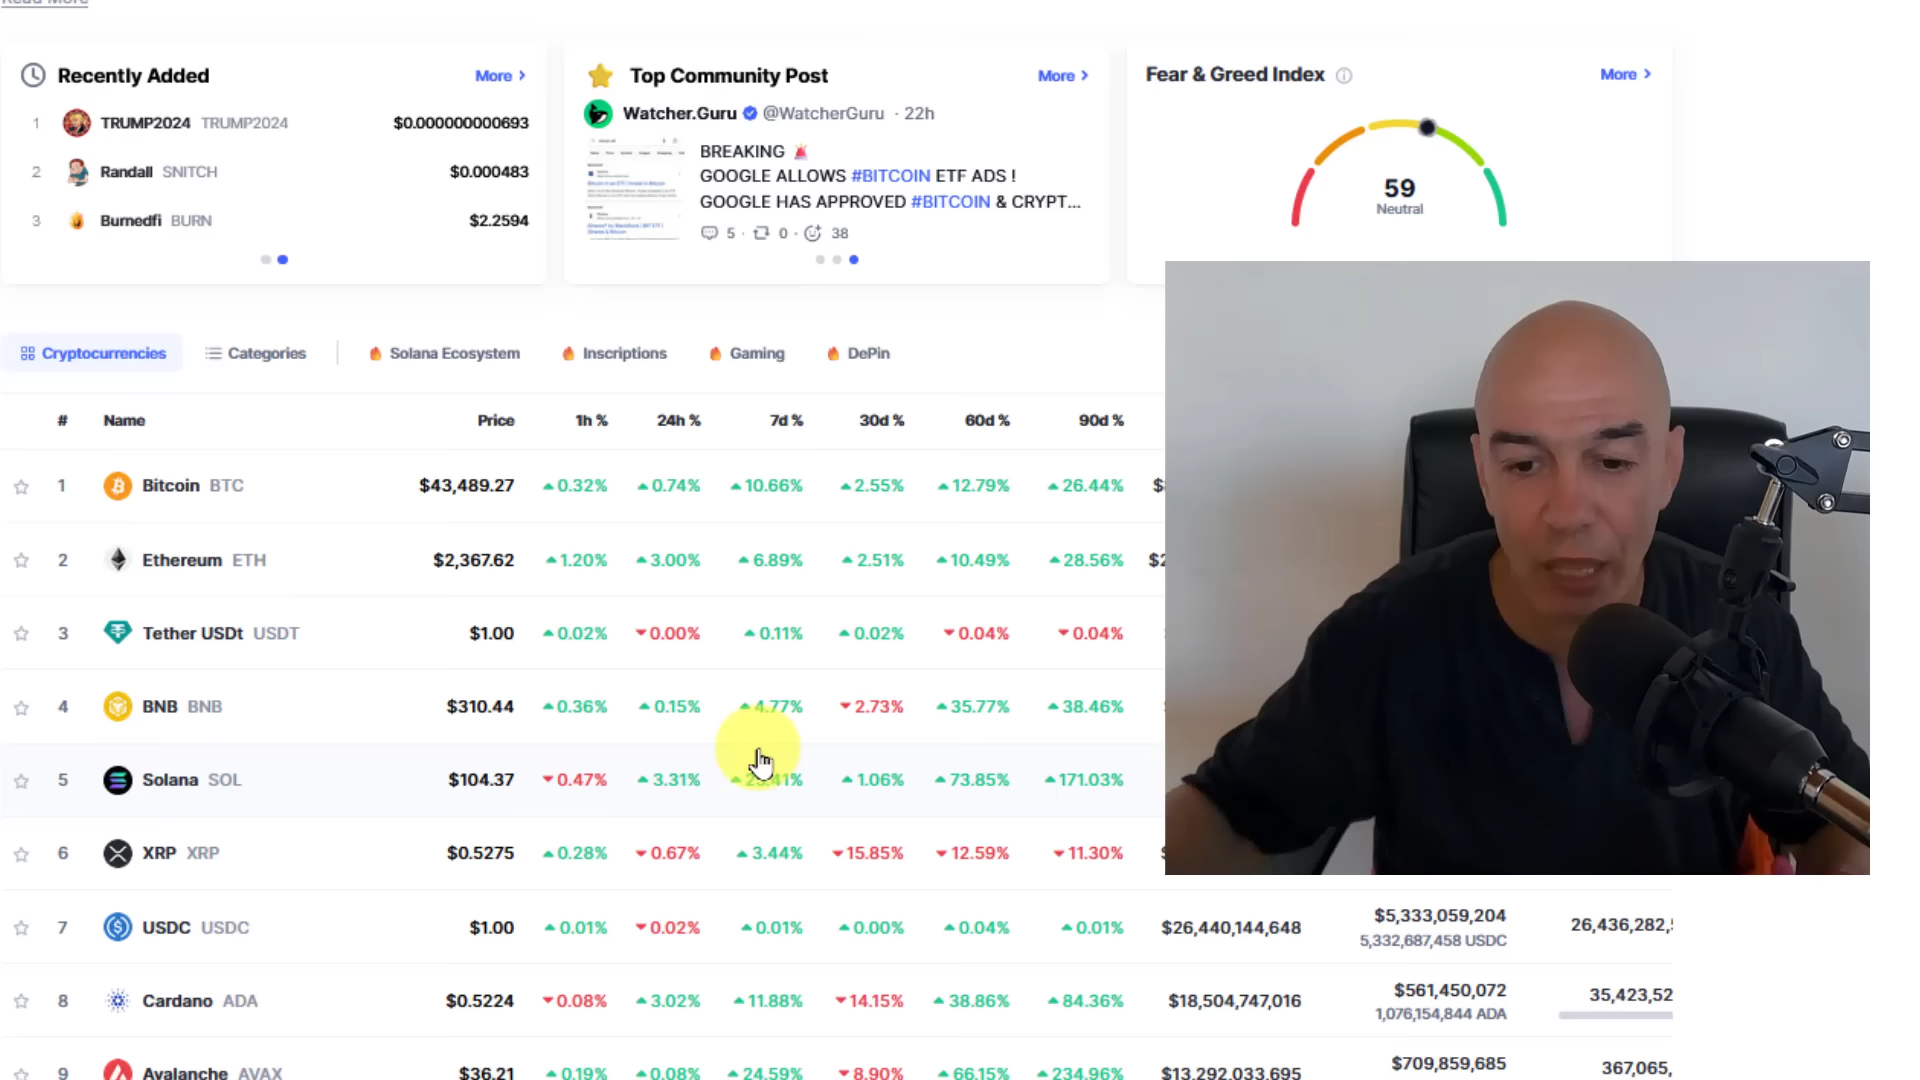 Read More
Recently Added
More >
1 TRUMP2024 TRUMP2024 $0.000000000693
2 Randall SNITCH $0.000483
3 Burnedfi BURN $2.2594
Top Community Post
More >
Watcher.Guru @WatcherGuru · 22h
BREAKING
GOOGLE ALLOWS #BITCOIN ETF ADS !
GOOGLE HAS APPROVED #BITCOIN & CRYPT...
5 · 0 · 38
Fear & Greed Index
More >
59
Neutral
Cryptocurrencies Categories Solana Ecosystem Inscriptions Gaming DePin
# Name Price 1h % 24h % 7d % 30d % 60d % 90d %
1 Bitcoin BTC $43,489.27 0.32% 0.74% 10.66% 2.55% 12.79% 26.44% $
2 Ethereum ETH $2,367.62 1.20% 3.00% 6.89% 2.51% 10.49% 28.56% $2
3 Tether USDt USDT $1.00 0.02% 0.00% 0.11% 0.02% 0.04% 0.04%
4 BNB BNB $310.44 0.36% 0.15% 4.77% 2.73% 35.77% 38.46%
5 Solana SOL $104.37 0.47% 3.31% 1.06% 73.85% 171.03%
6 XRP XRP $0.5275 0.28% 0.67% 3.44% 15.85% 12.59% 11.30% $
7 USDC USDC $1.00 0.01% 0.02% 0.01% 0.00% 0.04% 0.01% $26,440,144,648 $5,333,059,204 26,436,282,
5,332,687,458 USDC
8 Cardano ADA $0.5224 0.08% 3.02% 11.88% 14.15% 38.86% 84.36% $18,504,747,016 $561,450,072 35,423,52
1,076,154,844 ADA
9 Avalanche AVAX $36.21 0.19% 0.08% 24.59% 8.90% 66.15% 234.96% $13,292,033,695 $709,859,685 367,065,